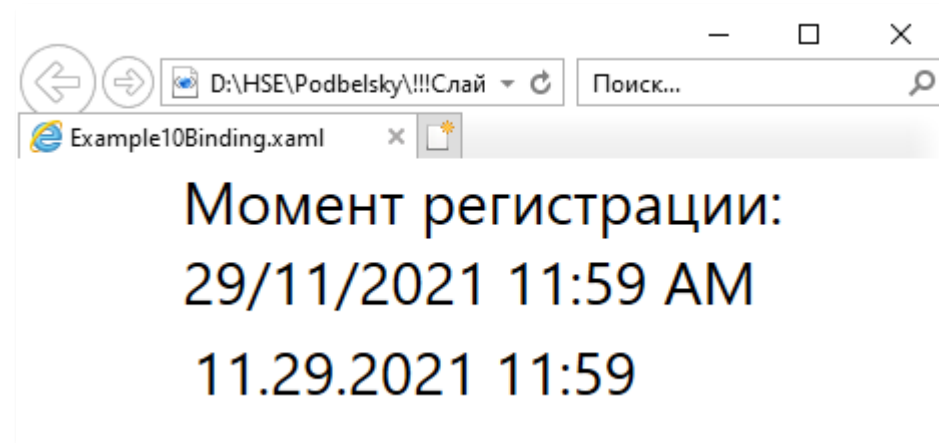 D:\HSE\Podbelsky\!!!Слай
Поиск...
Example10Binding.xaml
Момент регистрации:
29/11/2021 11:59 AM
11.29.2021 11:59